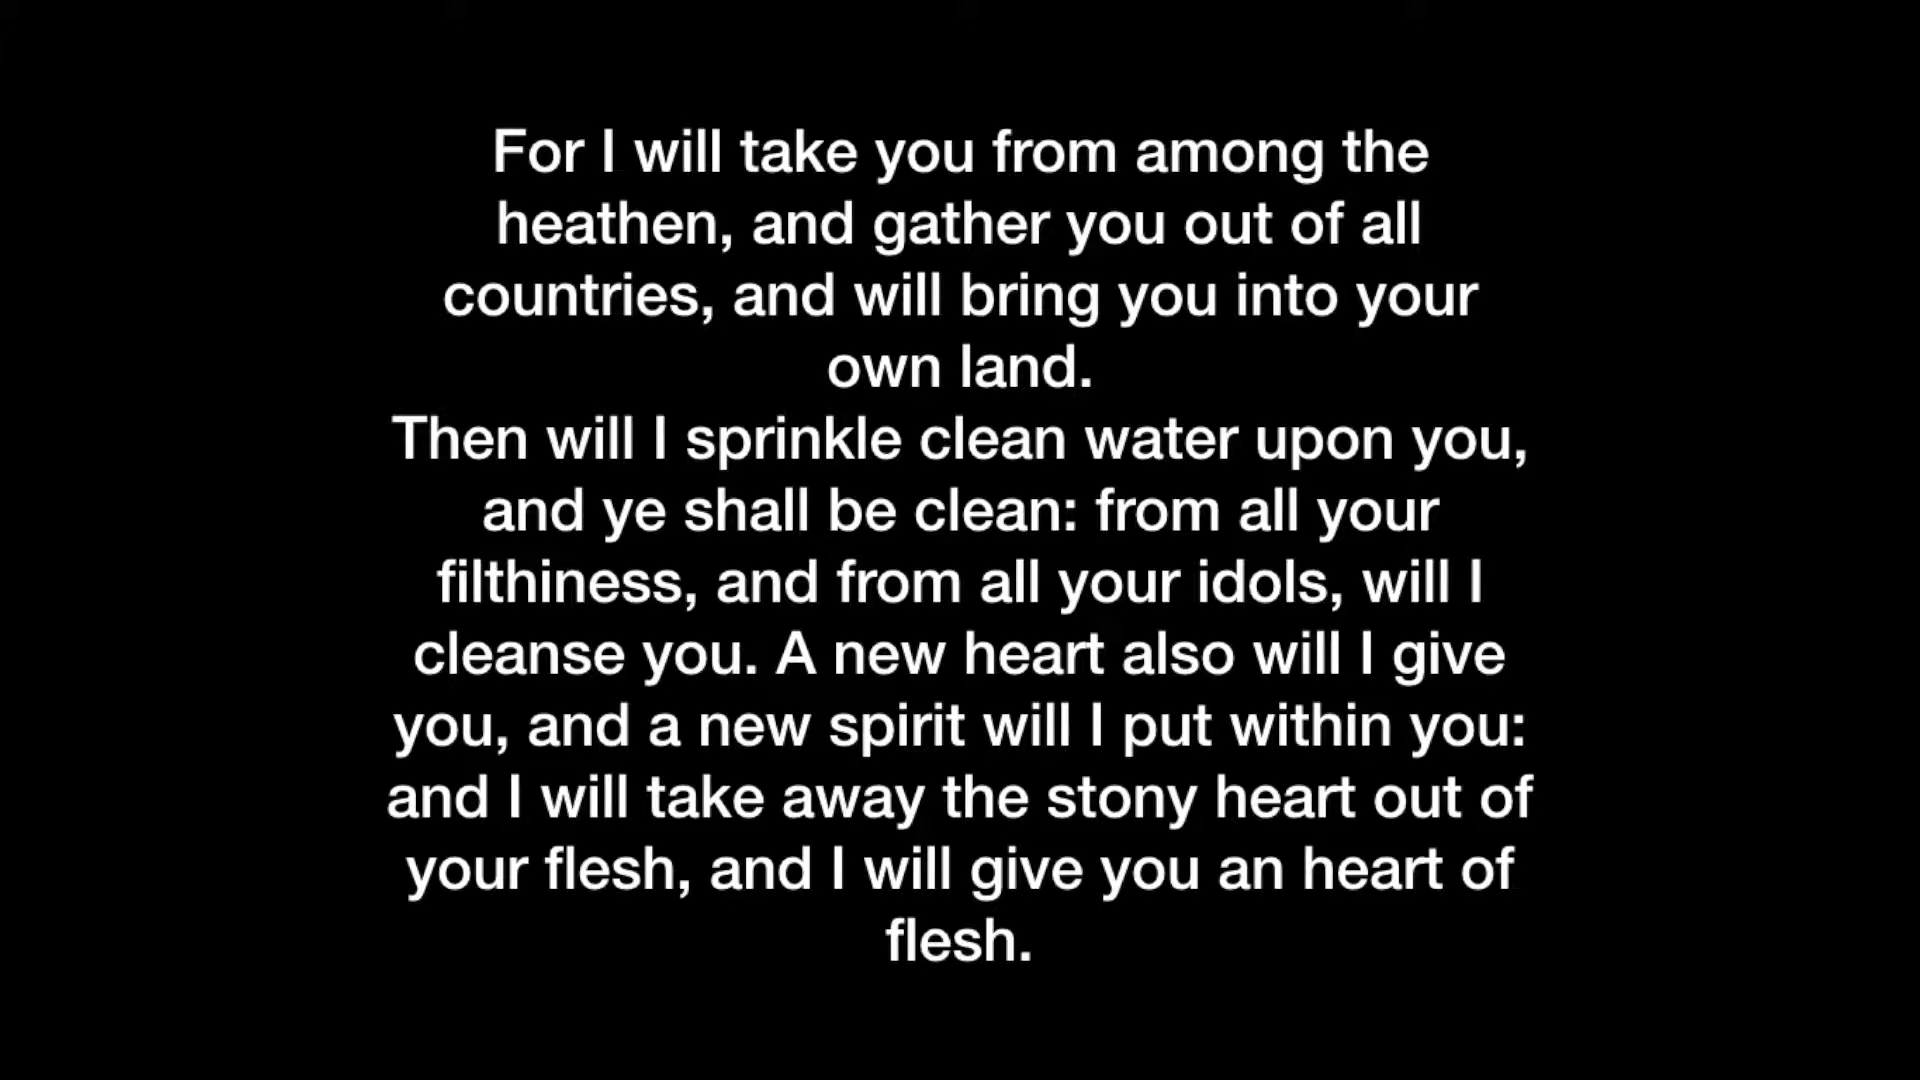 For I will take you from among the
heathen, and gather you out of all
countries, and will bring you into your
own land.
Then will I sprinkle clean water upon you,
and ye shall be clean: from all your
filthiness, and from all your idols, will I
cleanse you. A new heart also will I give
you, and a new spirit will I put within you:
and I will take away the stony heart out of
your flesh, and I will give you an heart of
flesh.